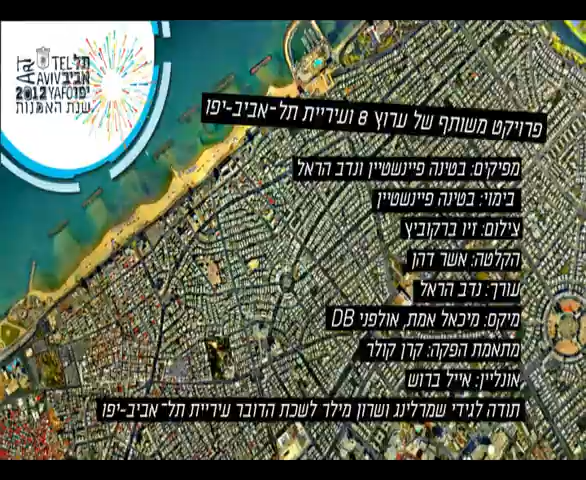 ART
TEL תל
AVIV אביב
2012 YAFO יפו
שנת האמנות
פרויקט משותף של ערוץ 8 ועיריית תל-אביב-יפו
מפיקים: בטינה פיינשטיין ונדב הראל
בימוי: בטינה פיינשטיין
צילום: זיו ברקוביץ
הקלטה: אשר דהן
עורך: נדב הראל
מיקס: מיכאל אמת, אולפני DB
מתאמת הפקה: קרן קולר
אונליין: אייל ברוש
תודה לגידי שמרלינג ושרון מילר לשכת הדובר עיריית תל-אביב-יפו